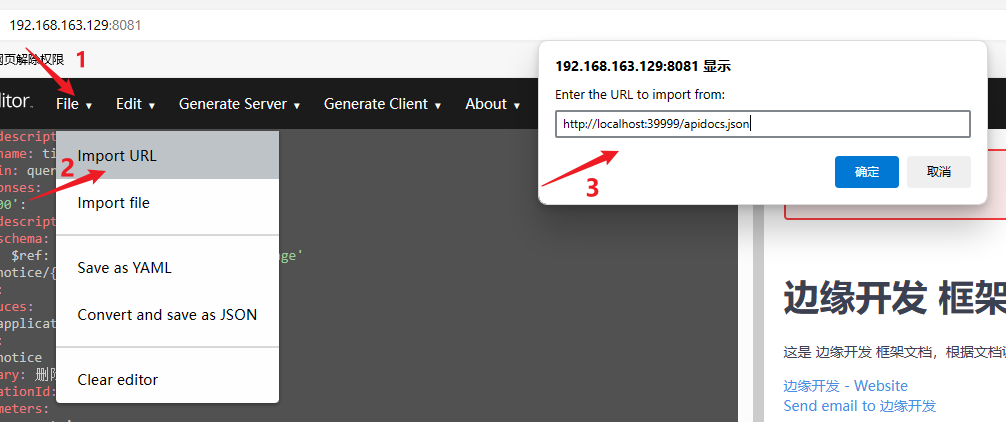 192.168.163.129:8081
网页解除权限
1
itor
File ▾ Edit ▾ Generate Server ▾ Generate Client ▾ About ▾
Import URL
2
Import file
Save as YAML
Convert and save as JSON
Clear editor
descript
name: ti
in: quer
onses:
00':
descript
schema:
$ref: age'
notice/{
:
uces:
applicat
:
notice
ary: 删除
ationId:
meters:
192.168.163.129:8081 显示
Enter the URL to import from:
http://localhost:39999/apidocs.json
3
确定 取消
边缘开发 框架
这是 边缘开发 框架文档，根据文档
边缘开发 - Website
Send email to 边缘开发